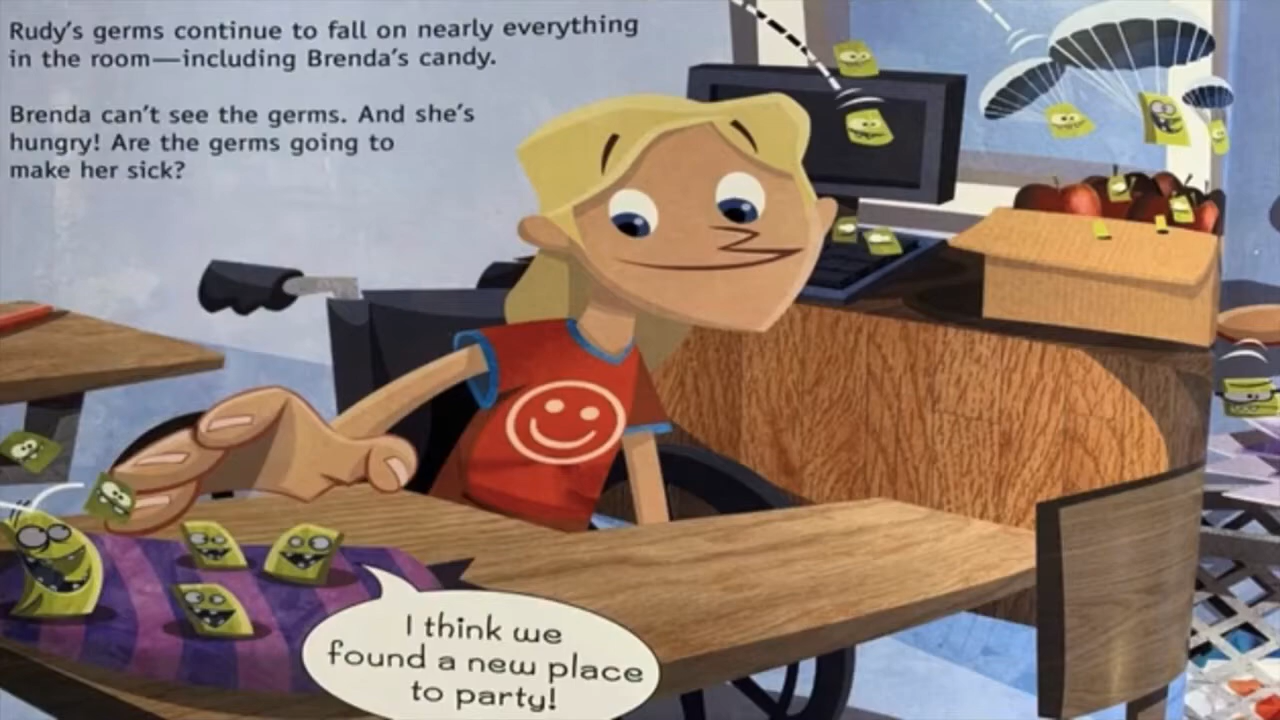 Rudy's germs continue to fall on nearly everything
in the room—including Brenda's candy.
Brenda can't see the germs. And she's
hungry! Are the germs going to
make her sick?
I think we
found a new place
to party!